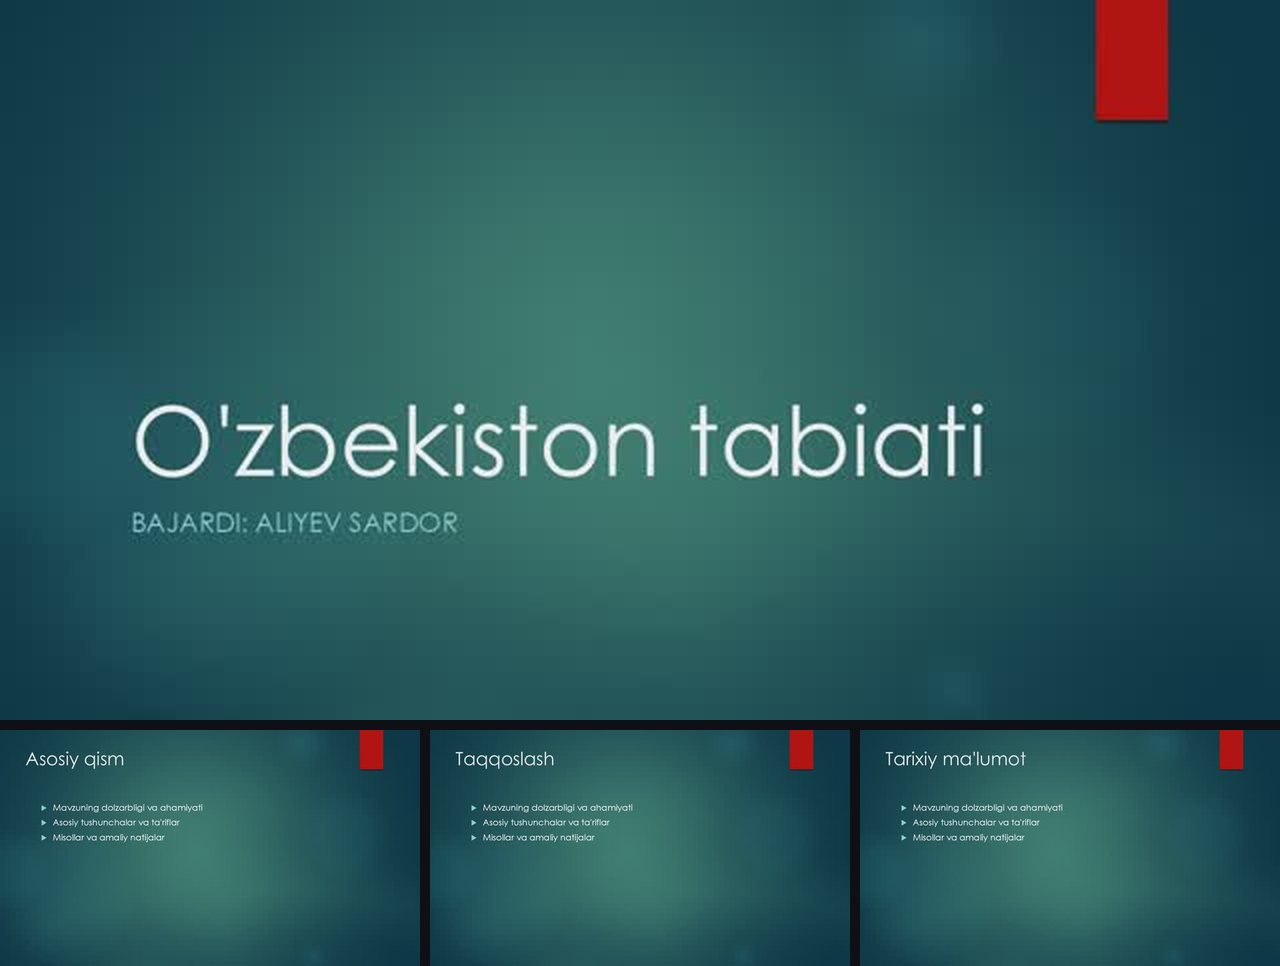 O'zbekiston tabiati
BAJARDI: ALIYEV SARDOR
Asosiy qism
Mavzuning dolzarbligi va ahamiyati
Asosiy tushunchalar va ta'riflar
Misollar va amaliy natijalar
Taqqoslash
Mavzuning dolzarbligi va ahamiyati
Asosiy tushunchalar va ta'riflar
Misollar va amaliy natijalar
Tarixiy ma'lumot
Mavzuning dolzarbligi va ahamiyati
Asosiy tushunchalar va ta'riflar
Misollar va amaliy natijalar